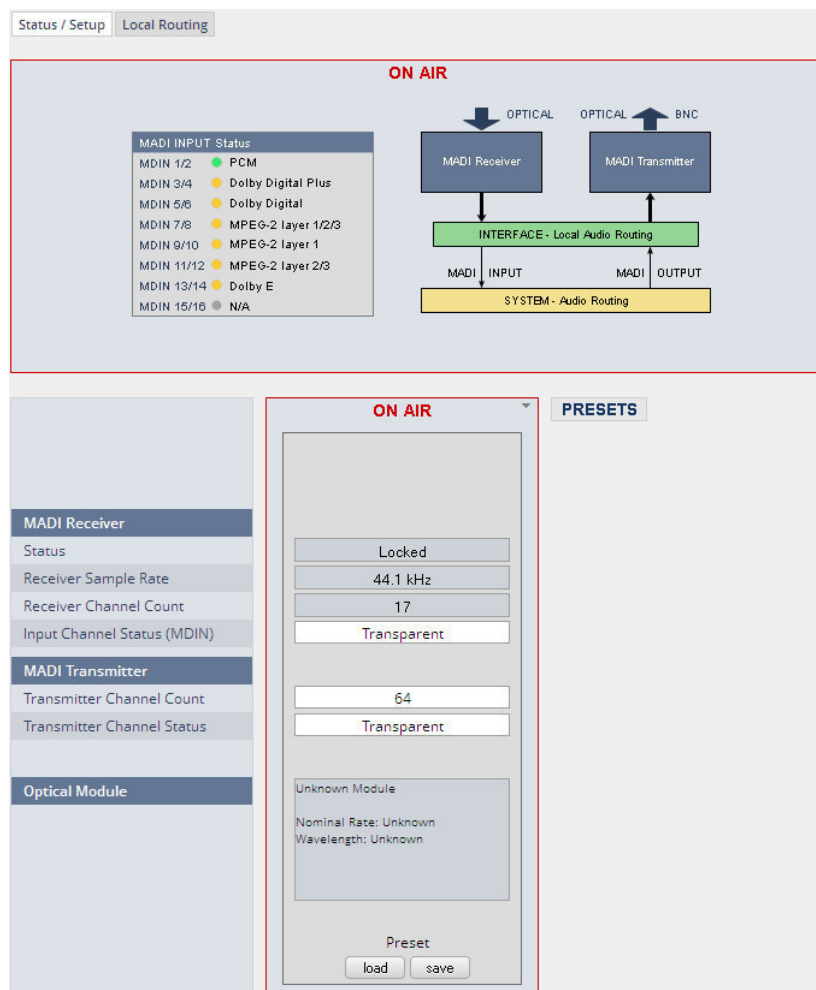 Status / Setup Local Routing
ON AIR
OPTICAL OPTICAL BNC
MADI INPUT Status
MDIN 1/2 PCM
MDIN 3/4 Dolby Digital Plus
MDIN 5/6 Dolby Digital
MDIN 7/8 MPEG-2 layer 1/2/3
MDIN 9/10 MPEG-2 layer 1
MDIN 11/12 MPEG-2 layer 2/3
MDIN 13/14 Dolby E
MDIN 15/16 N/A
MADI Receiver MADI Transmitter
INTERFACE - Local Audio Routing
MADI INPUT MADI OUTPUT
SYSTEM - Audio Routing
ON AIR
PRESETS
MADI Receiver
Status Locked
Receiver Sample Rate 44.1 kHz
Receiver Channel Count 17
Input Channel Status (MDIN) Transparent
MADI Transmitter
Transmitter Channel Count 64
Transmitter Channel Status Transparent
Optical Module
Unknown Module
Nominal Rate: Unknown
Wavelength: Unknown
Preset
load save